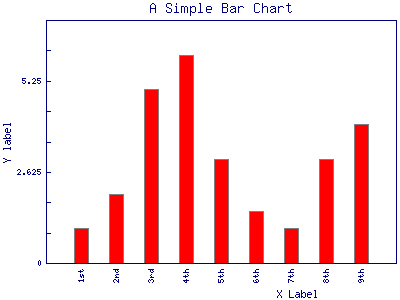 A Simple Bar Chart
Y label
5.25
2.625
0
1st 2nd 3rd 4th 5th 6th 7th 8th 9th
X Label